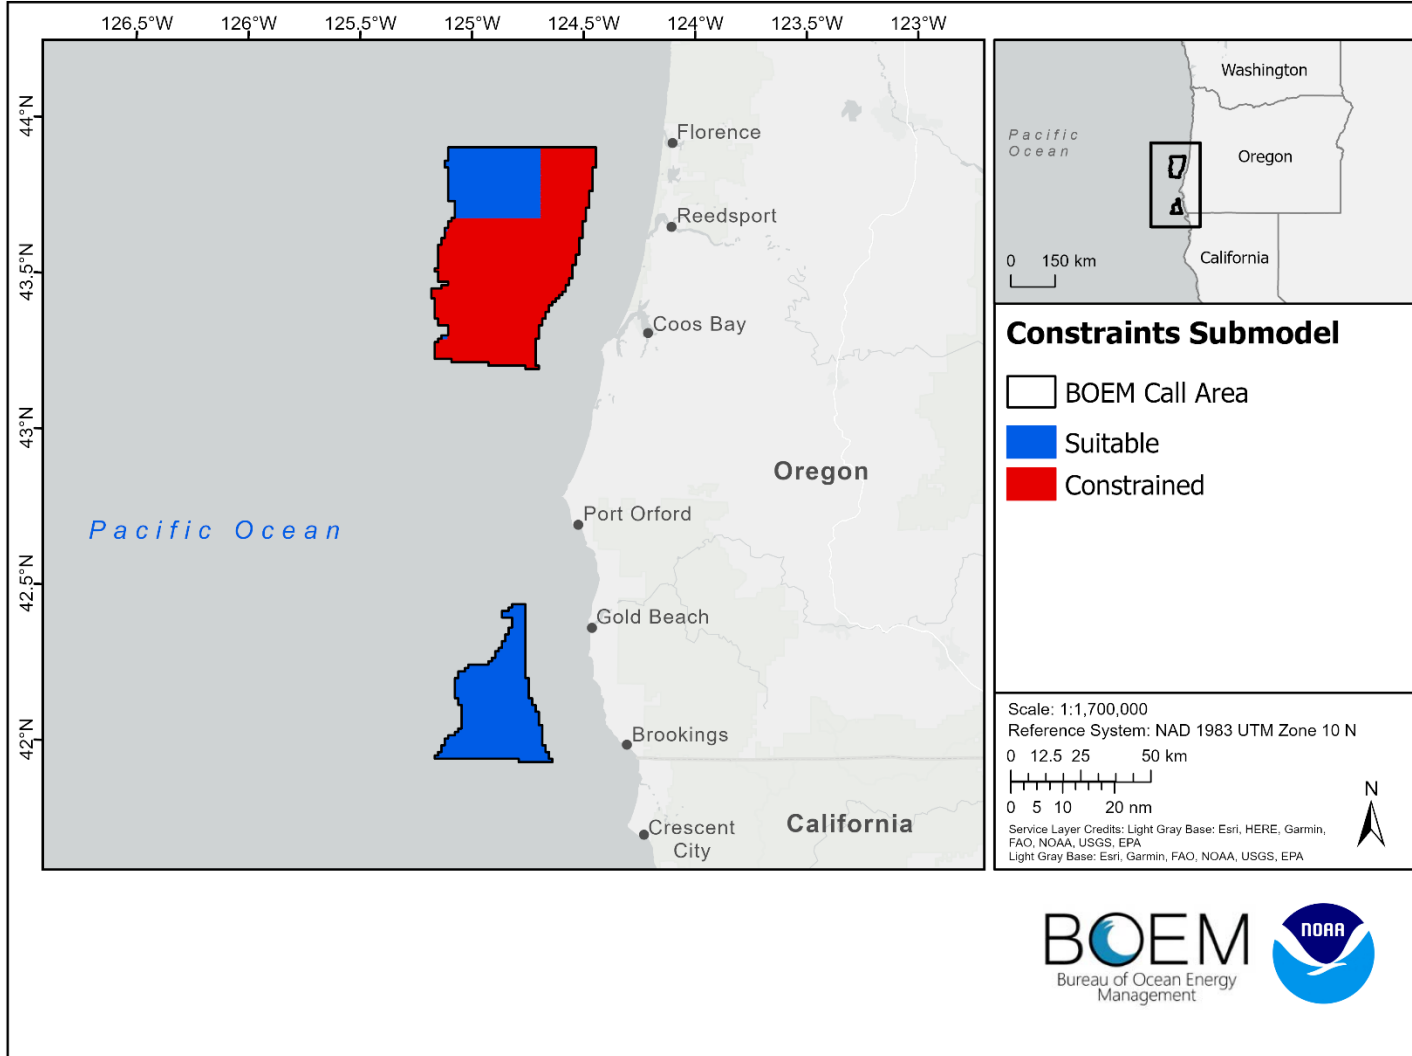 126.5°W 126°W 125.5°W 125°W 124.5°W 124°W 123.5°W 123°W
44°N
43.5°N
43°N
42.5°N
42°N
Florence
Reedsport
Coos Bay
Oregon
Port Orford
Pacific Ocean
Gold Beach
Brookings
Crescent
City
California
Washington
Pacific
Ocean
Oregon
California
0 150 km
Constraints Submodel
BOEM Call Area
Suitable
Constrained
Scale: 1:1,700,000
Reference System: NAD 1983 UTM Zone 10 N
0 12.5 25 50 km
0 5 10 20 nm
N
Service Layer Credits: Light Gray Base: Esri, HERE, Garmin,
FAO, NOAA, USGS, EPA
Light Gray Base: Esri, Garmin, FAO, NOAA, USGS, EPA
BOEM
Bureau of Ocean Energy
Management
NOAA